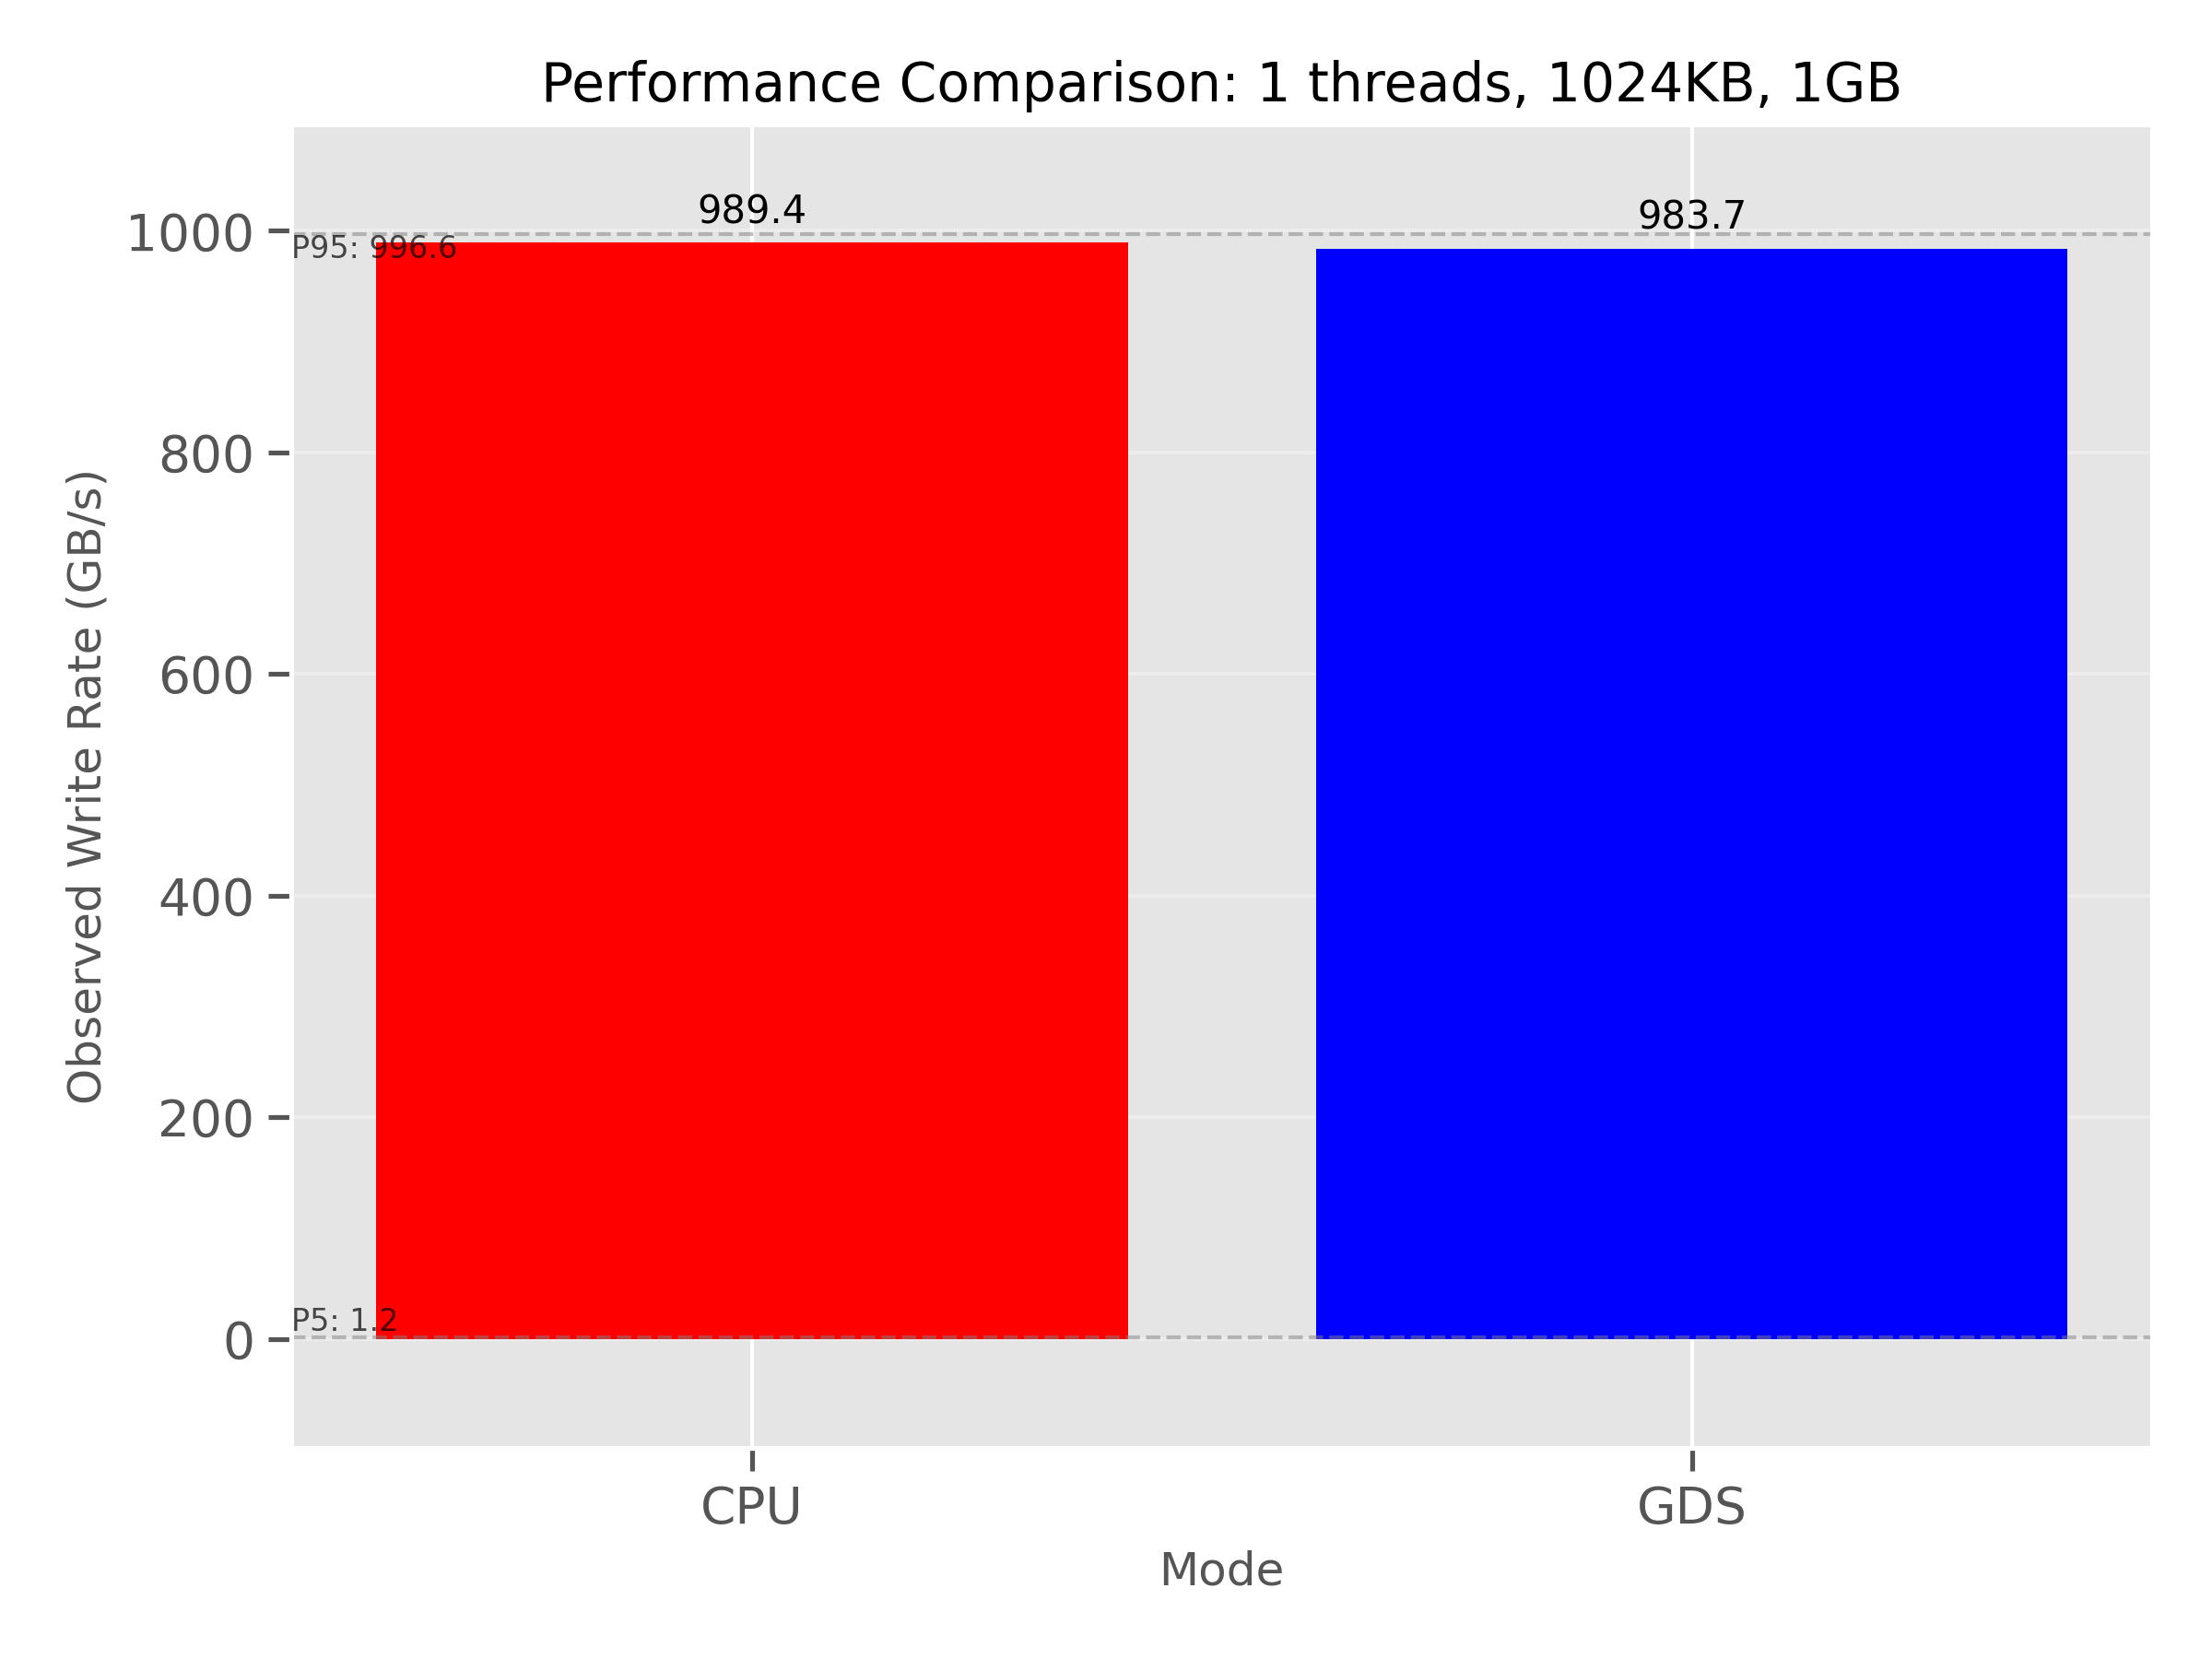 Performance Comparison: 1 threads, 1024KB, 1GB
Observed Write Rate (GB/s)
1000
800
600
400
200
0
P95: 996.6
989.4
983.7
P5: 1.2
CPU
GDS
Mode